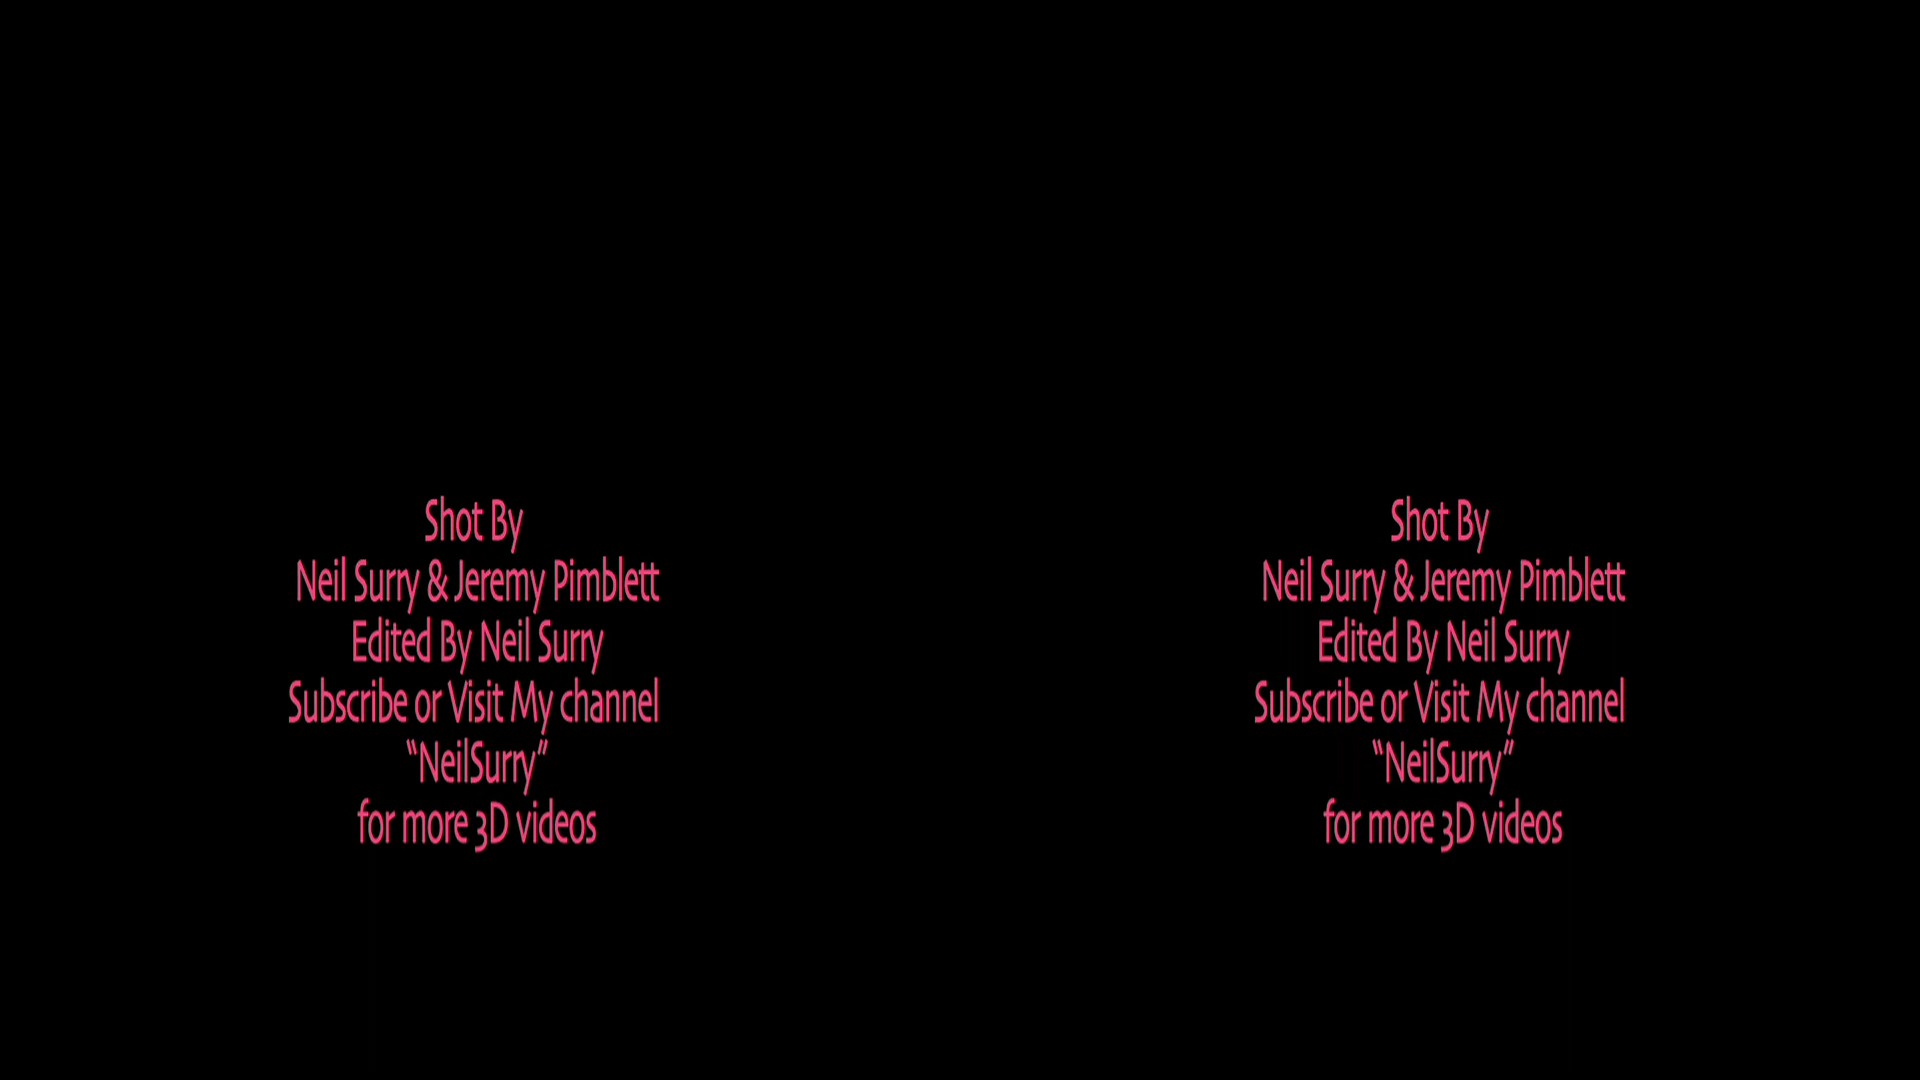 Shot By
Neil Surry & Jeremy Pimblett
Edited By Neil Surry
Subscribe or Visit My channel
“NeilSurry”
for more 3D videos
Shot By
Neil Surry & Jeremy Pimblett
Edited By Neil Surry
Subscribe or Visit My channel
“NeilSurry”
for more 3D videos